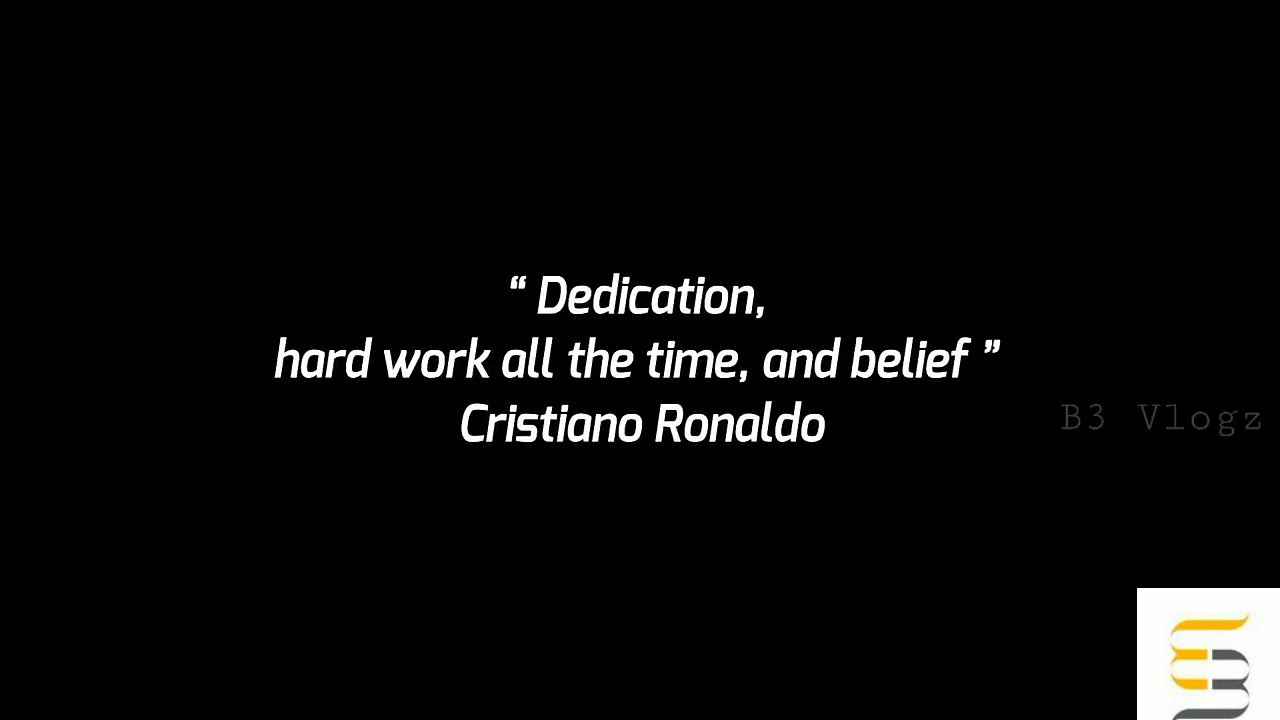 “ Dedication,
hard work all the time, and belief ”
Cristiano Ronaldo
B3 Vlogz